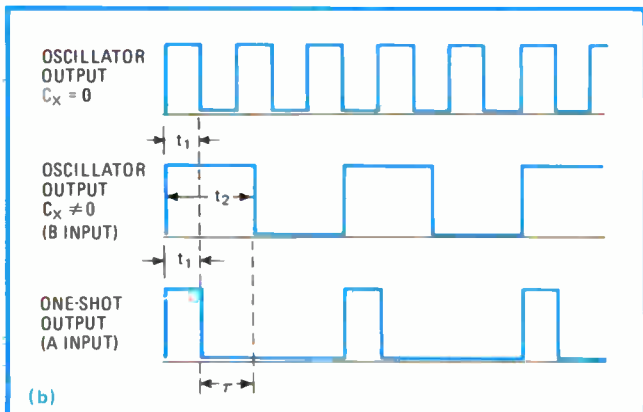 OSCILLATOR
OUTPUT
Cx = 0
t1
OSCILLATOR
OUTPUT
Cx ≠ 0
(B INPUT)
t2
t1
ONE-SHOT
OUTPUT
(A INPUT)
τ
(b)